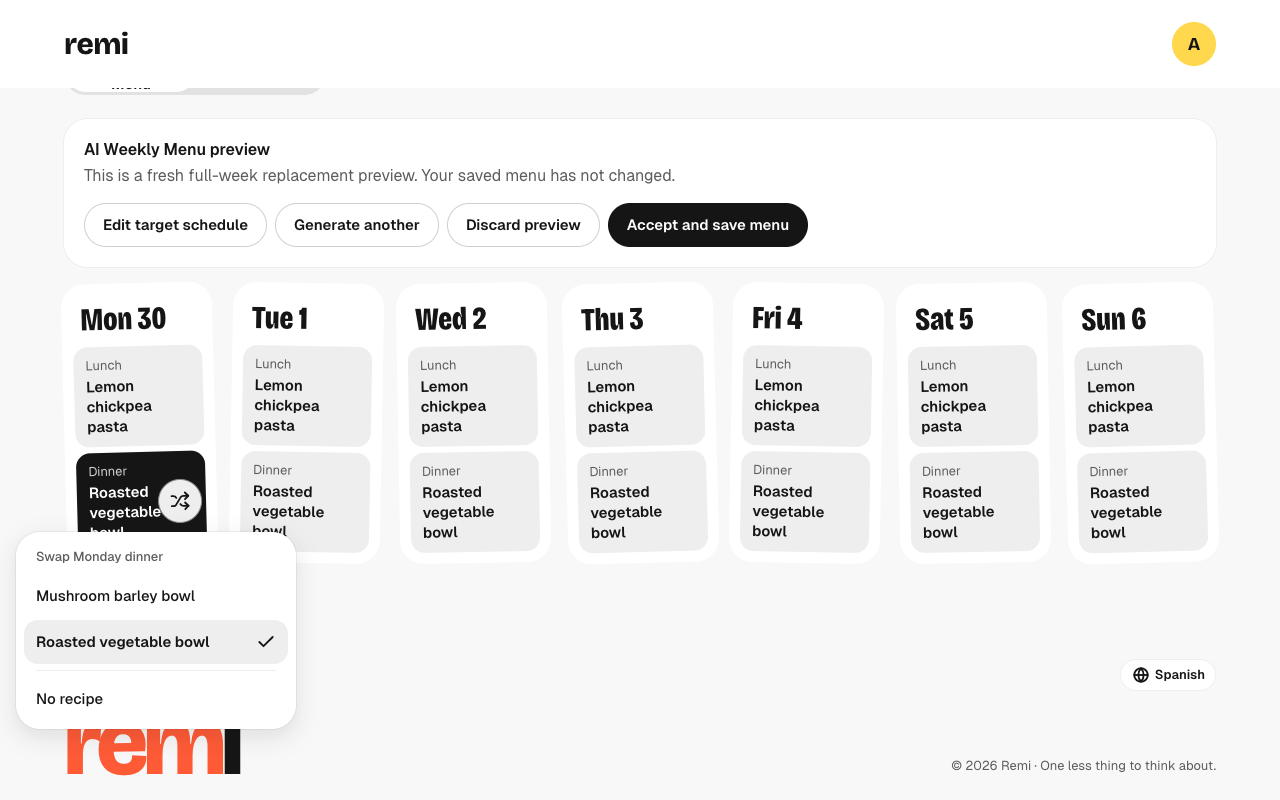 remi
A
Menu
AI Weekly Menu preview
This is a fresh full-week replacement preview. Your saved menu has not changed.
Edit target schedule
Generate another
Discard preview
Accept and save menu
Mon 30
Lunch
Lemon
chickpea
pasta
Dinner
Roasted
vegetable
bowl
Tue 1
Lunch
Lemon
chickpea
pasta
Dinner
Roasted
vegetable
bowl
Wed 2
Lunch
Lemon
chickpea
pasta
Dinner
Roasted
vegetable
bowl
Thu 3
Lunch
Lemon
chickpea
pasta
Dinner
Roasted
vegetable
bowl
Fri 4
Lunch
Lemon
chickpea
pasta
Dinner
Roasted
vegetable
bowl
Sat 5
Lunch
Lemon
chickpea
pasta
Dinner
Roasted
vegetable
bowl
Sun 6
Lunch
Lemon
chickpea
pasta
Dinner
Roasted
vegetable
bowl
Swap Monday dinner
Mushroom barley bowl
Roasted vegetable bowl
No recipe
Spanish
remi
© 2026 Remi · One less thing to think about.